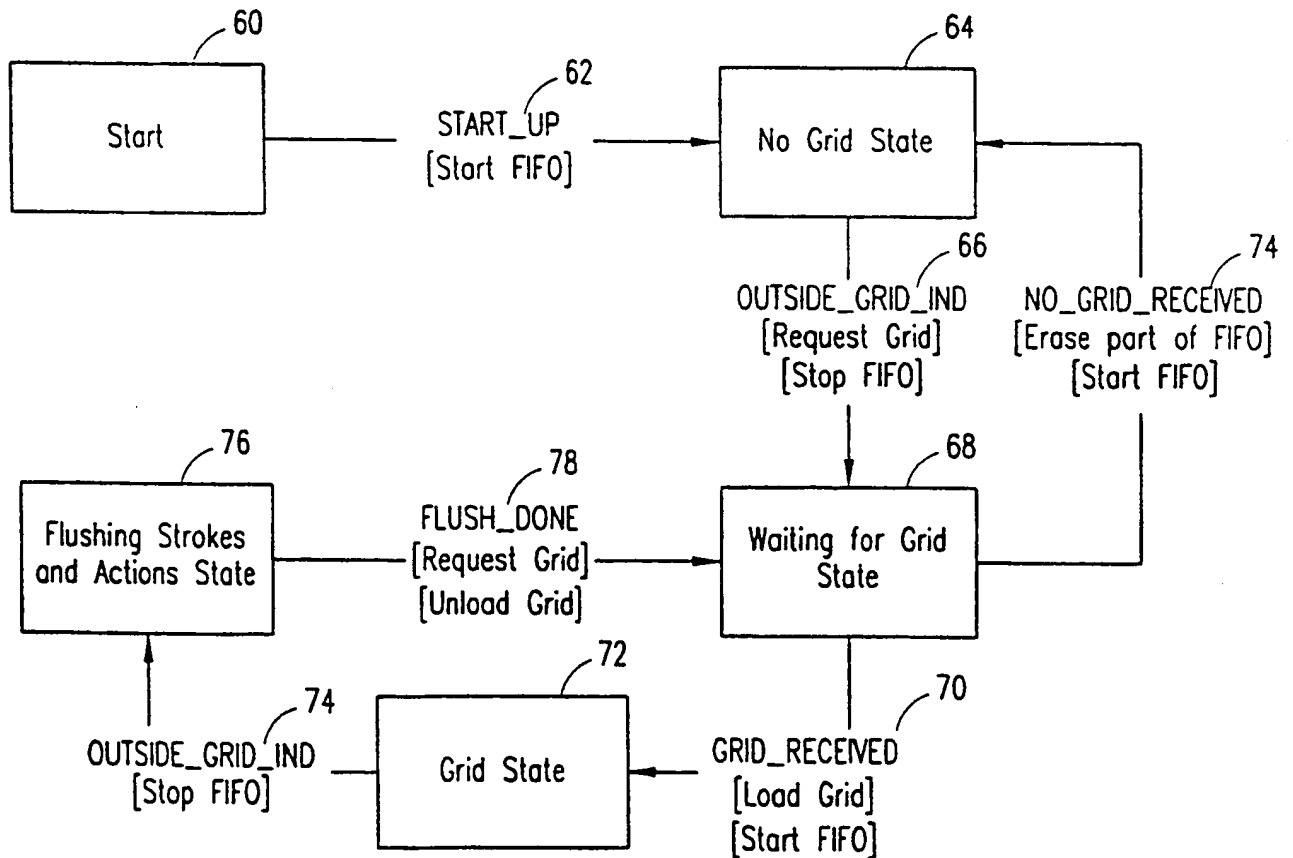 60
Start
62
START_UP
[Start FIFO]
64
No Grid State
66
OUTSIDE_GRID_IND
[Request Grid]
[Stop FIFO]
74
NO_GRID_RECEIVED
[Erase part of FIFO]
[Start FIFO]
76
Flushing Strokes
and Actions State
78
FLUSH_DONE
[Request Grid]
[Unload Grid]
68
Waiting for Grid
State
74
OUTSIDE_GRID_IND
[Stop FIFO]
72
Grid State
70
GRID_RECEIVED
[Load Grid]
[Start FIFO]